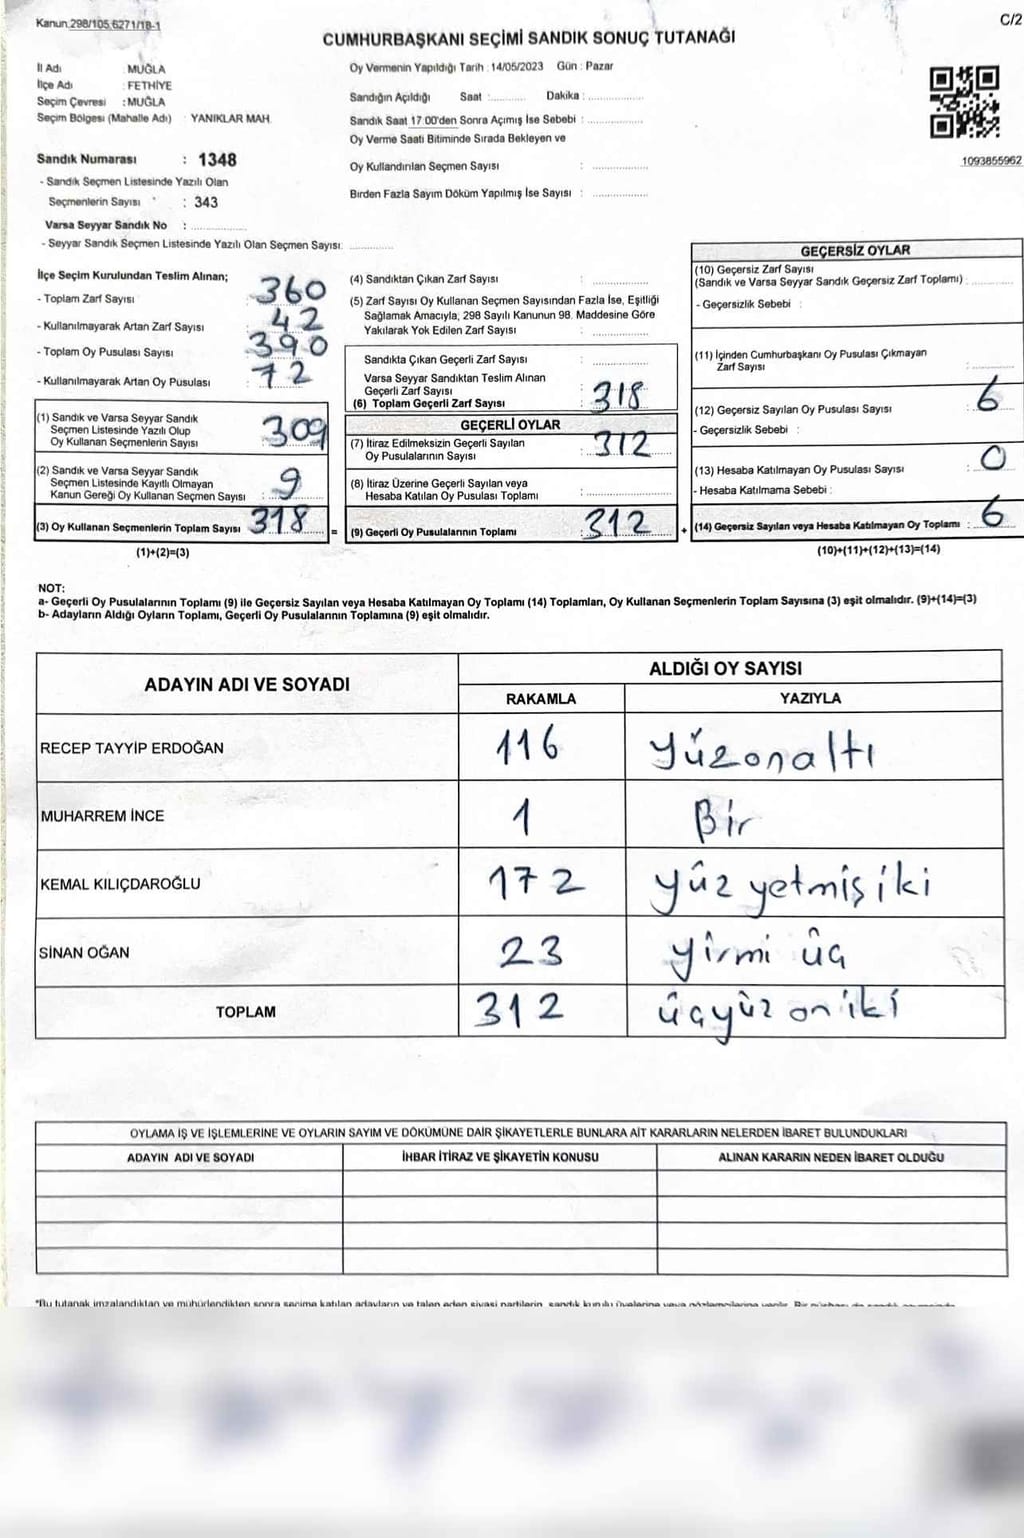 Kanun 298/105,6271/18-1
C/2
CUMHURBAŞKANI SEÇİMİ SANDIK SONUÇ TUTANAĞI
İl Adı : MUĞLA
İlçe Adı : FETHİYE
Seçim Çevresi : MUĞLA
Seçim Bölgesi (Mahalle Adı) : YANIKLAR MAH.
Sandık Numarası : 1348
- Sandık Seçmen Listesinde Yazılı Olan
Seçmenlerin Sayısı : 343
Varsa Seyyar Sandık No : ..............
- Seyyar Sandık Seçmen Listesinde Yazılı Olan Seçmen Sayısı: ..............
Oy Vermenin Yapıldığı Tarih : 14/05/2023 Gün : Pazar
Sandığın Açıldığı Saat :........... Dakika : ..............
Sandık Saat 17:00'den Sonra Açımış İse Sebebi : ..............
Oy Verme Saati Bitiminde Sırada Bekleyen ve
Oy Kullandırılan Seçmen Sayısı : ..............
Birden Fazla Sayım Döküm Yapılmış İse Sayısı : ..............
1093855962
İlçe Seçim Kurulundan Teslim Alınan;
- Toplam Zarf Sayısı : 360
- Kullanılmayarak Artan Zarf Sayısı : 42
- Toplam Oy Pusulası Sayısı : 390
- Kullanılmayarak Artan Oy Pusulası : 72
(1) Sandık ve Varsa Seyyar Sandık
Seçmen Listesinde Yazılı Olup
Oy Kullanan Seçmenlerin Sayısı : 309
(2) Sandık ve Varsa Seyyar Sandık
Seçmen Listesinde Kayıtlı Olmayan
Kanun Gereği Oy Kullanan Seçmen Sayısı : 9
(3) Oy Kullanan Seçmenlerin Toplam Sayısı : 318 =
(1)+(2)=(3)
(4) Sandıktan Çıkan Zarf Sayısı : ..............
(5) Zarf Sayısı Oy Kullanan Seçmen Sayısından Fazla İse, Eşitliği
Sağlamak Amacıyla, 298 Sayılı Kanunun 98. Maddesine Göre
Yakılarak Yok Edilen Zarf Sayısı : ..............
Sandıkta Çıkan Geçerli Zarf Sayısı : ..............
Varsa Seyyar Sandıktan Teslim Alınan
Geçerli Zarf Sayısı : ..............
(6) Toplam Geçerli Zarf Sayısı : 318
GEÇERLİ OYLAR
(7) İtiraz Edilmeksizin Geçerli Sayılan
Oy Pusulalarının Sayısı : 312
(8) İtiraz Üzerine Geçerli Sayılan veya
Hesaba Katılan Oy Pusulası Toplamı : ..............
(9) Geçerli Oy Pusulalarının Toplamı : 312 +
GEÇERSİZ OYLAR
(10) Geçersiz Zarf Sayısı
(Sandık ve Varsa Seyyar Sandık Geçersiz Zarf Toplamı) : ..............
- Geçersizlik Sebebi :
(11) İçinden Cumhurbaşkanı Oy Pusulası Çıkmayan
Zarf Sayısı : ..............
(12) Geçersiz Sayılan Oy Pusulası Sayısı : 6
- Geçersizlik Sebebi :
(13) Hesaba Katılmayan Oy Pusulası Sayısı : 0
- Hesaba Katılmama Sebebi :
(14) Geçersiz Sayılan veya Hesaba Katılmayan Oy Toplamı : 6
(10)+(11)+(12)+(13)=(14)
NOT:
a- Geçerli Oy Pusulalarının Toplamı (9) ile Geçersiz Sayılan veya Hesaba Katılmayan Oy Toplamı (14) Toplamları, Oy Kullanan Seçmenlerin Toplam Sayısına (3) eşit olmalıdır. (9)+(14)=(3)
b- Adayların Aldığı Oyların Toplamı, Geçerli Oy Pusulalarının Toplamına (9) eşit olmalıdır.
ADAYIN ADI VE SOYADI
ALDIĞI OY SAYISI
RAKAMLA YAZIYLA
RECEP TAYYİP ERDOĞAN 116 yüzonaltı
MUHARREM İNCE 1 Bir
KEMAL KILIÇDAROĞLU 172 yüz yetmiş iki
SİNAN OĞAN 23 yirmi üç
TOPLAM 312 üçyüz on iki
OYLAMA İŞ VE İŞLEMLERİNE VE OYLARIN SAYIM VE DÖKÜMÜNE DAİR ŞİKAYETLERLE BUNLARA AİT KARARLARIN NELERDEN İBARET BULUNDUKLARI
ADAYIN ADI VE SOYADI İHBAR İTİRAZ VE ŞİKAYETİN KONUSU ALINAN KARARIN NEDEN İBARET OLDUĞU
*Bu tutanak imzalandıktan ve mühürlendikten sonra seçime katılan adayların ve talep eden siyasi partilerin, sandık kurulu üyelerine veya gözlemcilerine verilir.